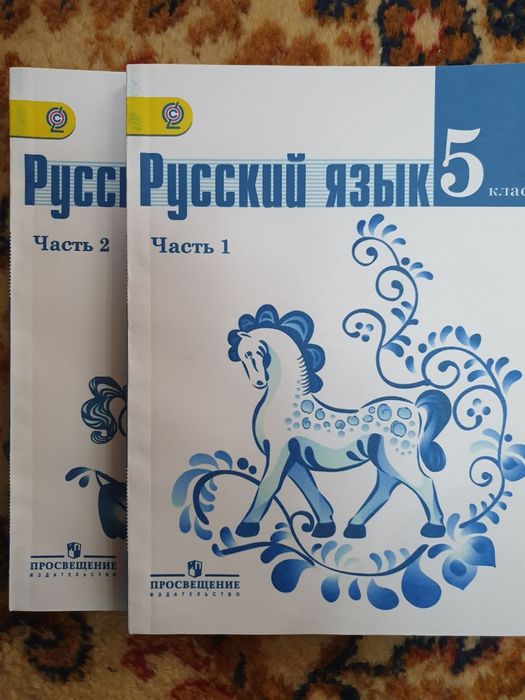 Русский язык 5 клас
Часть 1
ПРОСВЕЩЕНИЕ
ИЗДАТЕЛЬСТВО
Русс
Часть 2
ПРОСВЕЩЕНИЕ
ИЗДАТЕЛЬСТВО